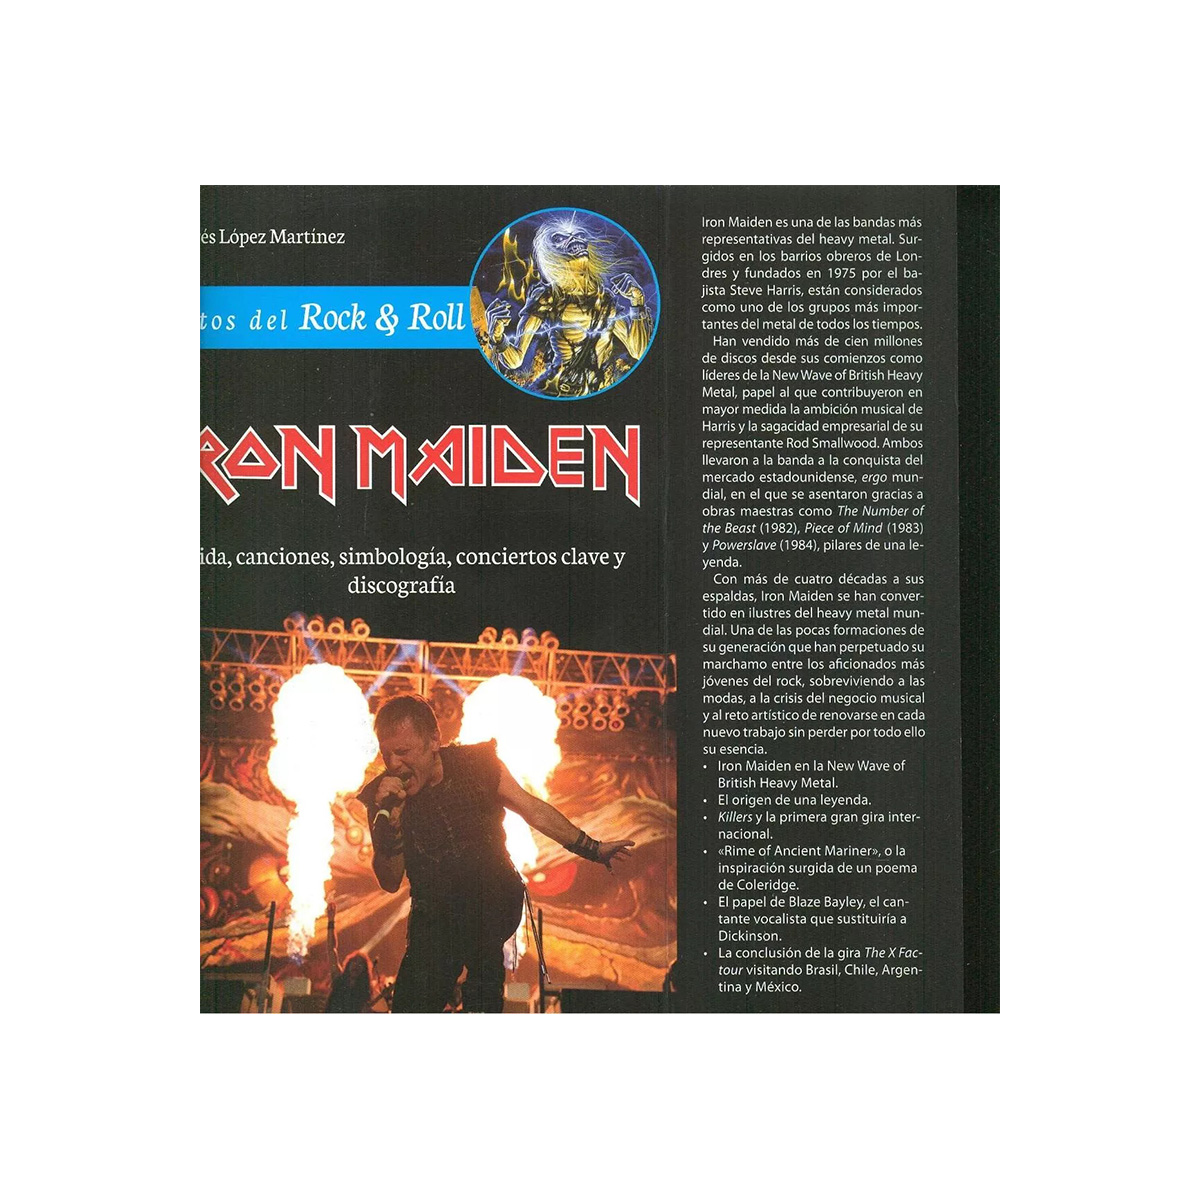 és López Martínez
tos del Rock & Roll
RON MAIDEN
ida, canciones, simbología, conciertos clave y
discografía
Iron Maiden es una de las bandas más
representativas del heavy metal. Sur-
gidos en los barrios obreros de Lon-
dres y fundados en 1975 por el ba-
jista Steve Harris, están considerados
como uno de los grupos más impor-
tantes del metal de todos los tiempos.
Han vendido más de cien millones
de discos desde sus comienzos como
líderes de la New Wave of British Heavy
Metal, papel al que contribuyeron en
mayor medida la ambición musical de
Harris y la sagacidad empresarial de su
representante Rod Smallwood. Ambos
llevaron a la banda a la conquista del
mercado estadounidense, ergo mun-
dial, en el que se asentaron gracias a
obras maestras como The Number of
the Beast (1982), Piece of Mind (1983)
y Powerslave (1984), pilares de una le-
yenda.
Con más de cuatro décadas a sus
espaldas, Iron Maiden se han conver-
tido en ilustres del heavy metal mun-
dial. Una de las pocas formaciones de
su generación que han perpetuado su
marchamo entre los aficionados más
jóvenes del rock, sobreviviendo a las
modas, a la crisis del negocio musical
y al reto artístico de renovarse en cada
nuevo trabajo sin perder por todo ello
su esencia.
• Iron Maiden en la New Wave of
British Heavy Metal.
• El origen de una leyenda.
• Killers y la primera gran gira inter-
nacional.
• «Rime of Ancient Mariner», o la
inspiración surgida de un poema
de Coleridge.
• El papel de Blaze Bayley, el can-
tante vocalista que sustituiría a
Dickinson.
• La conclusión de la gira The X Fac-
tour visitando Brasil, Chile, Argen-
tina y México.